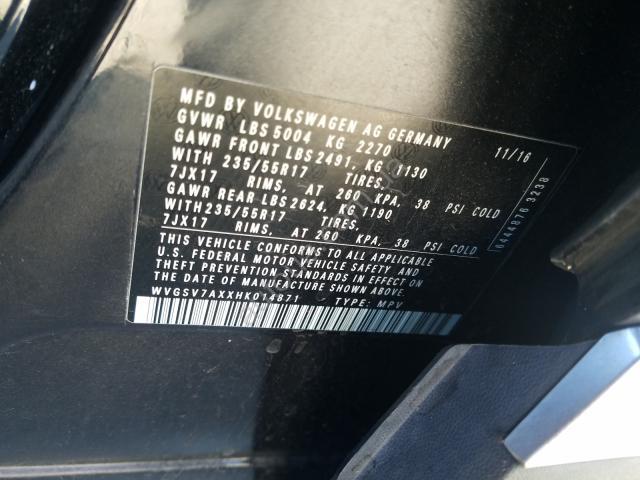 MFD BY VOLKSWAGEN AG GERMANY
GVWR LBS 5004 KG 2270 11/16
GAWR FRONT LBS 2491, KG 1130
WITH 235/55R17 TIRES,
7JX17 RIMS, AT 260 KPA, 38 PSI COLD
GAWR REAR LBS 2624, KG 1190
WITH 235/55R17 TIRES,
7JX17 RIMS, AT 260 KPA, 38 PSI COLD
THIS VEHICLE CONFORMS TO ALL APPLICABLE
U.S. FEDERAL MOTOR VEHICLE SAFETY AND
THEFT PREVENTION STANDARDS IN EFFECT ON
THE DATE OF MANUFACTURE SHOWN ABOVE.
WVGSV7AXXHK014871 TYPE: MPV
6444876 3238